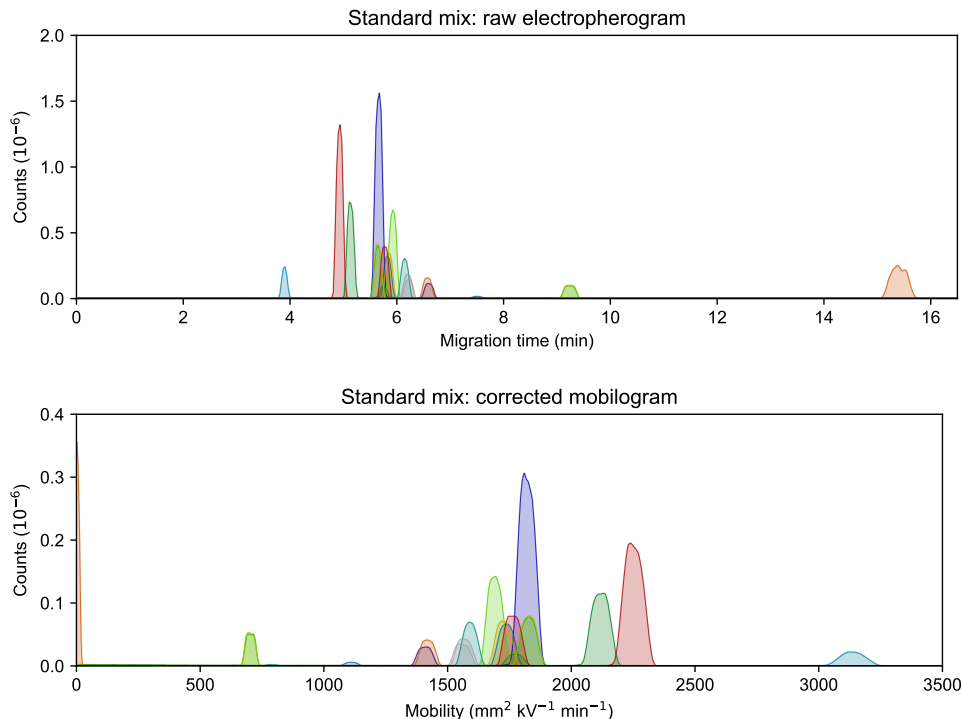 Standard mix: raw electropherogram
2.0
1.5
1.0
0.5
0.0
Counts (10⁻⁶)
0 2 4 6 8 10 12 14 16
Migration time (min)
Standard mix: corrected mobilogram
0.4
0.3
0.2
0.1
0.0
Counts (10⁻⁶)
0 500 1000 1500 2000 2500 3000 3500
Mobility (mm² kV⁻¹ min⁻¹)